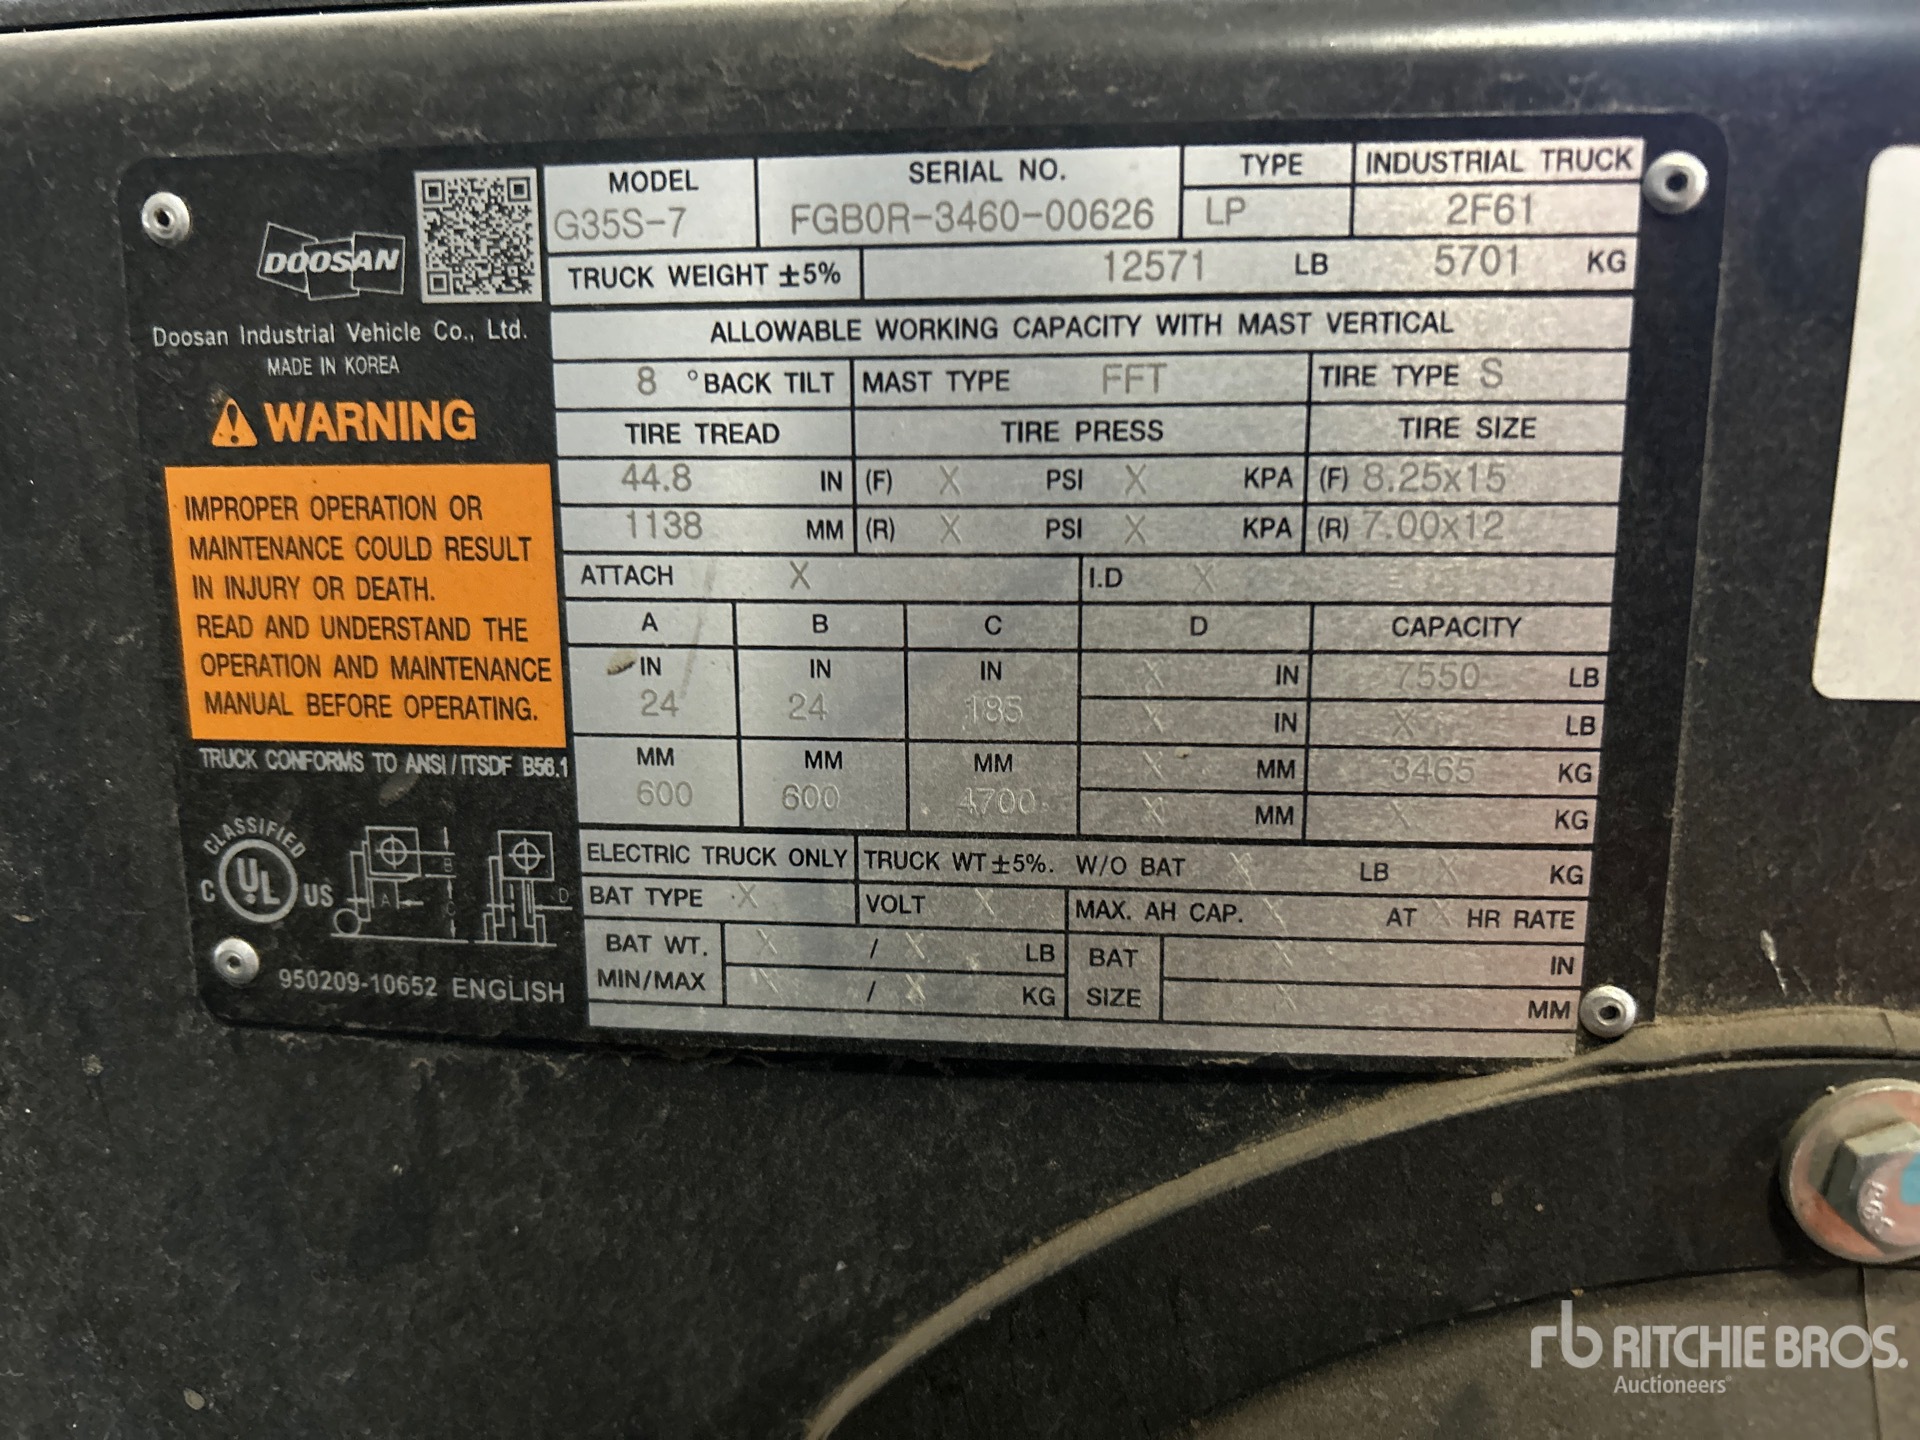 DOOSAN
Doosan Industrial Vehicle Co., Ltd.
MADE IN KOREA
WARNING
IMPROPER OPERATION OR
MAINTENANCE COULD RESULT
IN INJURY OR DEATH.
READ AND UNDERSTAND THE
OPERATION AND MAINTENANCE
MANUAL BEFORE OPERATING.
TRUCK CONFORMS TO ANSI / ITSDF B56.1
CLASSIFIED
C UL US
A B C D
950209-10652 ENGLISH
MODEL SERIAL NO. TYPE INDUSTRIAL TRUCK
G35S-7 FGB0R-3460-00626 LP 2F61
TRUCK WEIGHT ±5% 12571 LB 5701 KG
ALLOWABLE WORKING CAPACITY WITH MAST VERTICAL
8 °BACK TILT MAST TYPE FFT TIRE TYPE S
TIRE TREAD TIRE PRESS TIRE SIZE
44.8 IN (F) X PSI X KPA (F) 8.25x15
1138 MM (R) X PSI X KPA (R) 7.00x12
ATTACH X I.D X
A B C D CAPACITY
IN IN IN X IN 7550 LB
24 24 185 X IN X LB
MM MM MM X MM 3465 KG
600 600 4700 X MM X KG
ELECTRIC TRUCK ONLY TRUCK WT ±5%. W/O BAT X LB X KG
BAT TYPE X VOLT X MAX. AH CAP. X AT X HR RATE
BAT WT. X / X LB BAT X IN
MIN/MAX X / X KG SIZE X MM
rb RITCHIE BROS.
Auctioneers